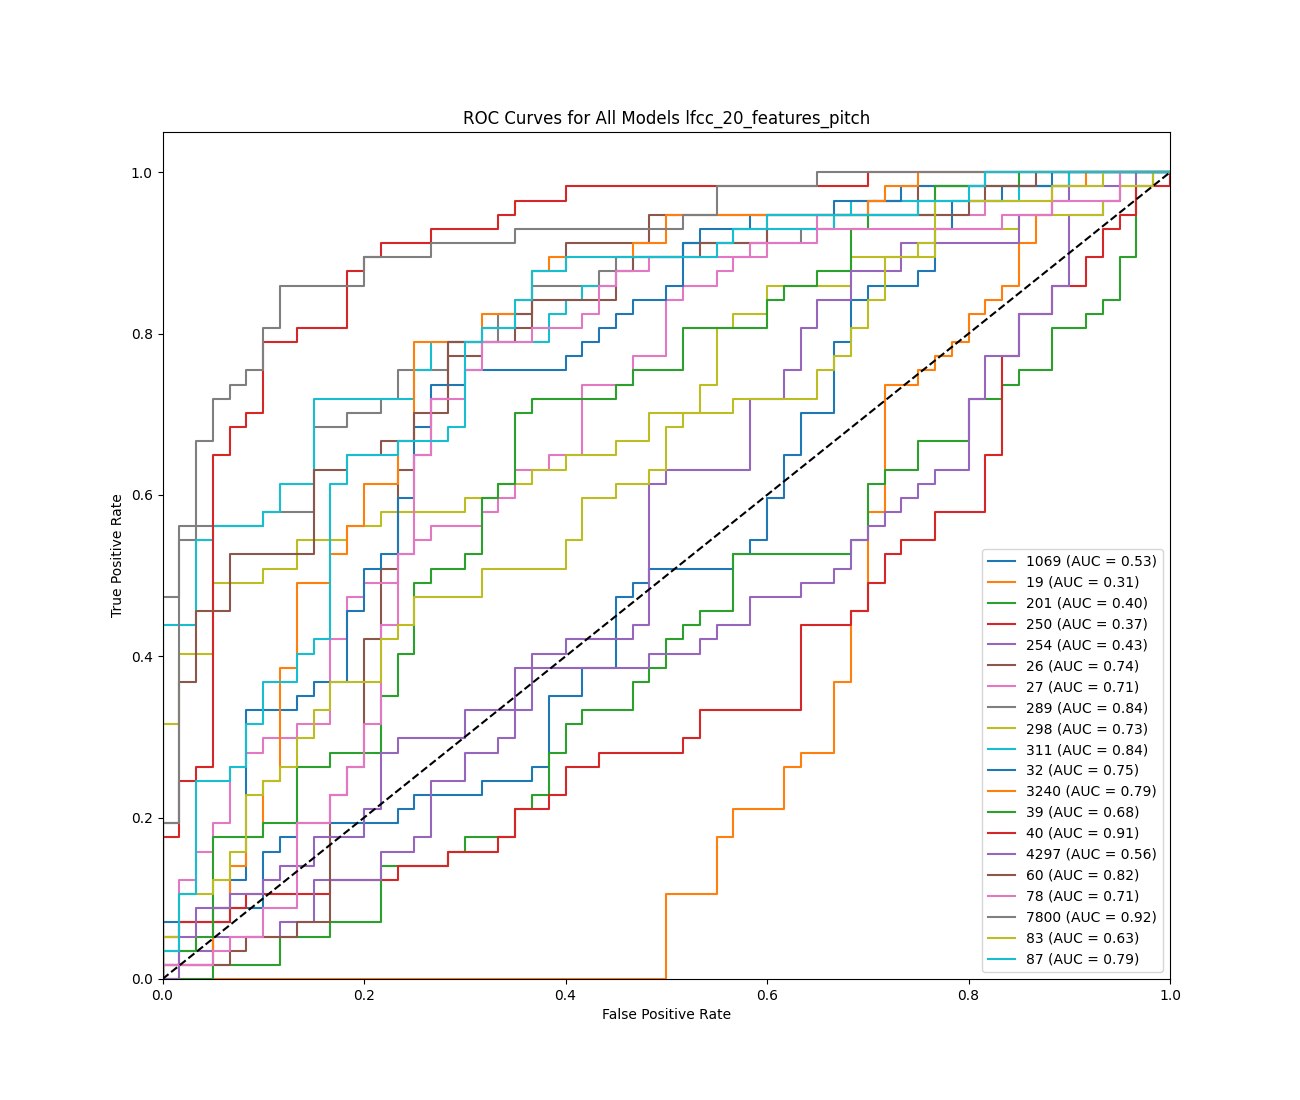 ROC Curves for All Models lfcc_20_features_pitch
True Positive Rate
1.0
0.8
0.6
0.4
0.2
0.0
0.0 0.2 0.4 0.6 0.8 1.0
False Positive Rate
1069 (AUC = 0.53)
19 (AUC = 0.31)
201 (AUC = 0.40)
250 (AUC = 0.37)
254 (AUC = 0.43)
26 (AUC = 0.74)
27 (AUC = 0.71)
289 (AUC = 0.84)
298 (AUC = 0.73)
311 (AUC = 0.84)
32 (AUC = 0.75)
3240 (AUC = 0.79)
39 (AUC = 0.68)
40 (AUC = 0.91)
4297 (AUC = 0.56)
60 (AUC = 0.82)
78 (AUC = 0.71)
7800 (AUC = 0.92)
83 (AUC = 0.63)
87 (AUC = 0.79)